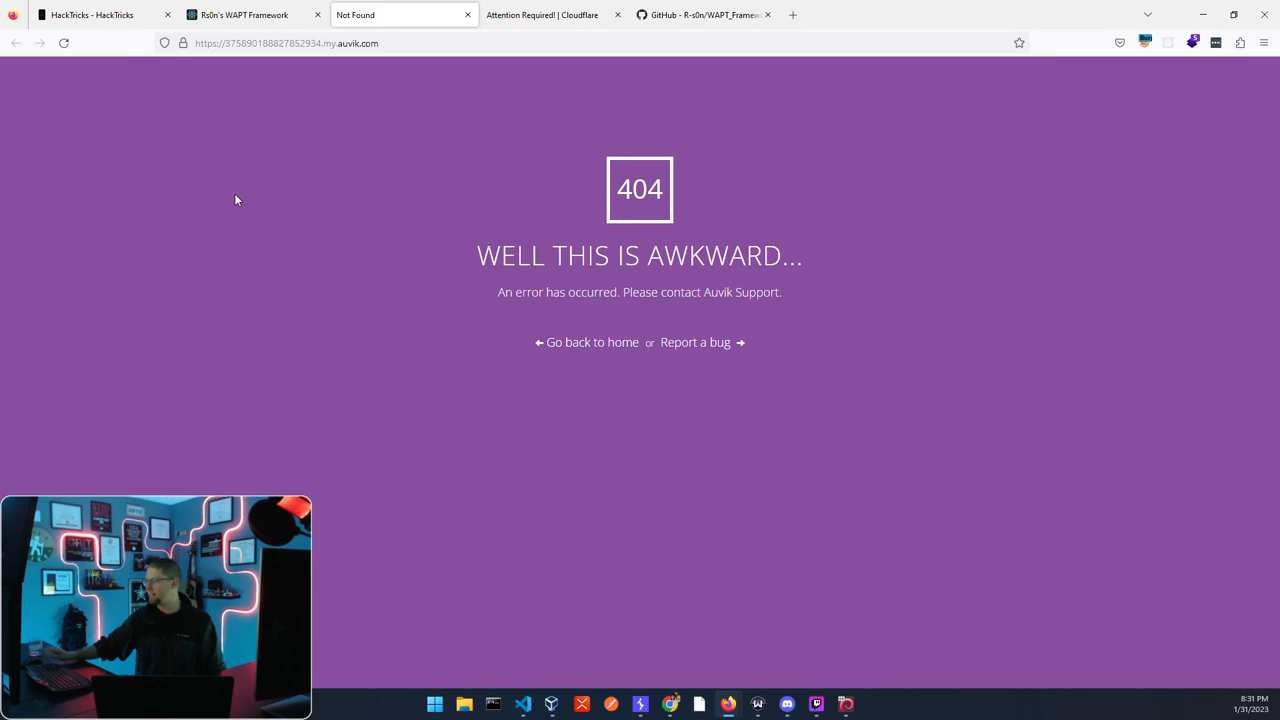 HackTricks - HackTricks
Rs0n's WAPT Framework
Not Found
Attention Required! | Cloudflare
GitHub - R-s0n/WAPT_Framew
https://375890188827852934.my.auvik.com
404
WELL THIS IS AWKWARD...
An error has occurred. Please contact Auvik Support.
Go back to home or Report a bug
8:31 PM
1/31/2023